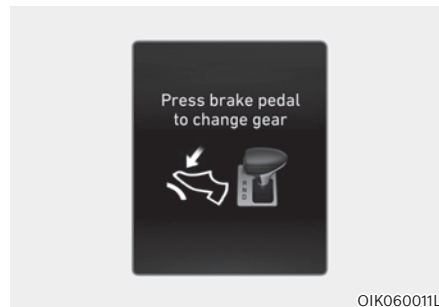 Press brake pedal
to change gear
R
N
D
OIK060011L